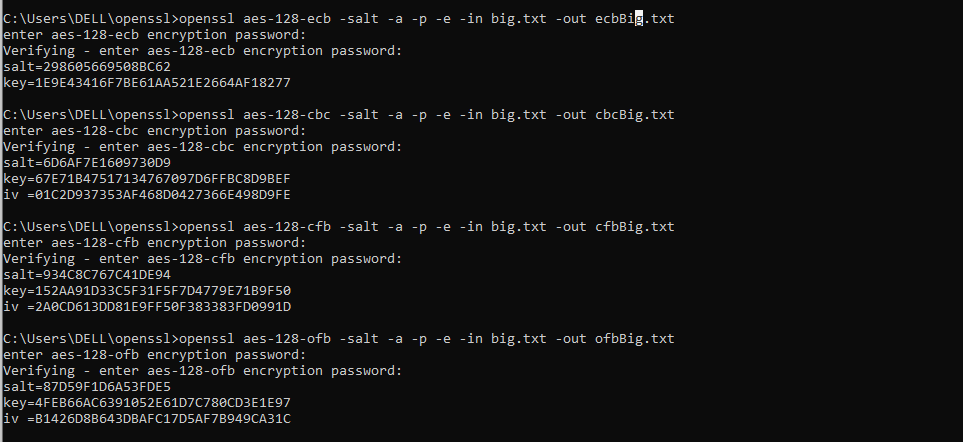 C:\Users\DELL\openssl>openssl aes-128-ecb -salt -a -p -e -in big.txt -out ecbBig.txt
enter aes-128-ecb encryption password:
Verifying - enter aes-128-ecb encryption password:
salt=298605669508BC62
key=1E9E43416F7BE61AA521E2664AF18277
C:\Users\DELL\openssl>openssl aes-128-cbc -salt -a -p -e -in big.txt -out cbcBig.txt
enter aes-128-cbc encryption password:
Verifying - enter aes-128-cbc encryption password:
salt=6D6AF7E1609730D9
key=67E71B47517134767097D6FFBC8D9BEF
iv =01C2D937353AF468D0427366E498D9FE
C:\Users\DELL\openssl>openssl aes-128-cfb -salt -a -p -e -in big.txt -out cfbBig.txt
enter aes-128-cfb encryption password:
Verifying - enter aes-128-cfb encryption password:
salt=934C8C767C41DE94
key=152AA91D33C5F31F5F7D4779E71B9F50
iv =2A0CD613DD81E9FF50F383383FD0991D
C:\Users\DELL\openssl>openssl aes-128-ofb -salt -a -p -e -in big.txt -out ofbBig.txt
enter aes-128-ofb encryption password:
Verifying - enter aes-128-ofb encryption password:
salt=87D59F1D6A53FDE5
key=4FEB66AC6391052E61D7C780CD3E1E97
iv =B1426D8B643DBAFC17D5AF7B949CA31C